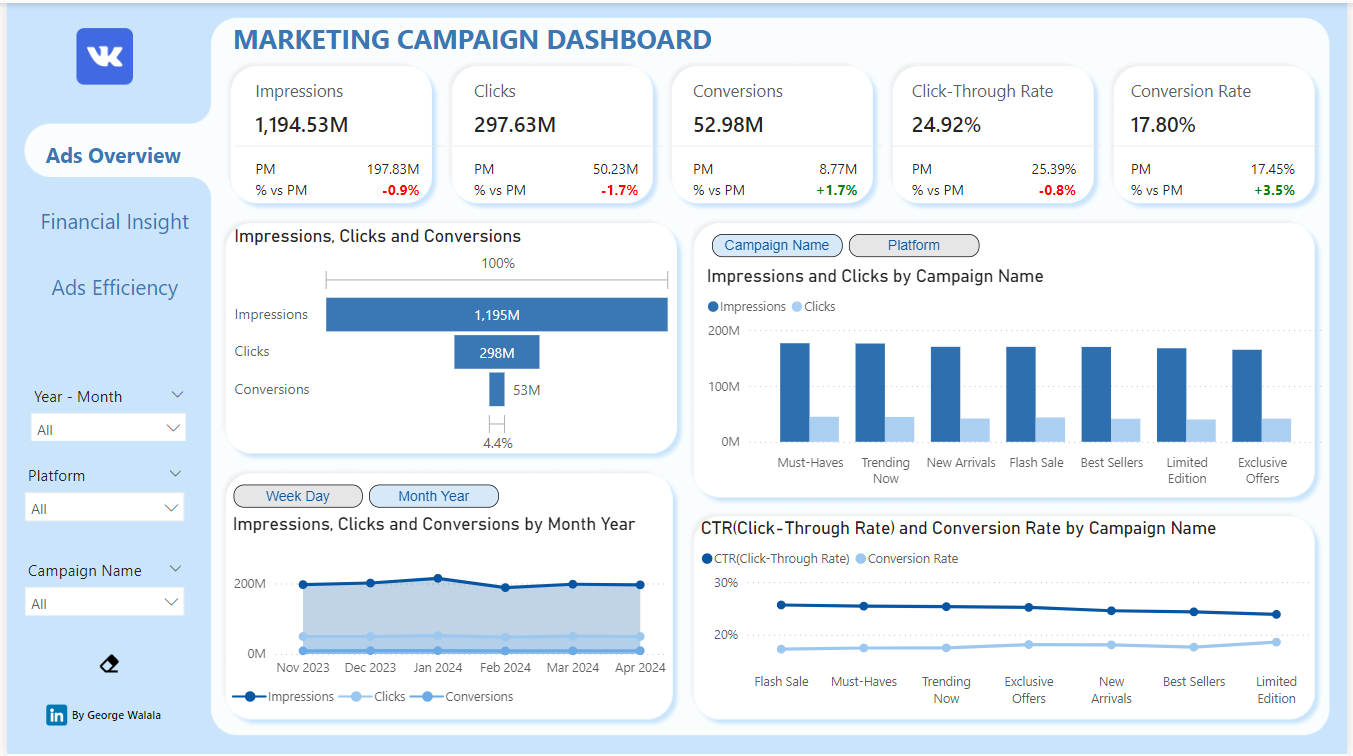 MARKETING CAMPAIGN DASHBOARD
Ads Overview
Financial Insight
Ads Efficiency
Year - Month
All
Platform
All
Campaign Name
All
in By George Walala
Impressions
1,194.53M
PM 197.83M
% vs PM -0.9%
Clicks
297.63M
PM 50.23M
% vs PM -1.7%
Conversions
52.98M
PM 8.77M
% vs PM +1.7%
Click-Through Rate
24.92%
PM 25.39%
% vs PM -0.8%
Conversion Rate
17.80%
PM 17.45%
% vs PM +3.5%
Impressions, Clicks and Conversions
100%
Impressions 1,195M
Clicks 298M
Conversions 53M
4.4%
Campaign Name Platform
Impressions and Clicks by Campaign Name
Impressions Clicks
200M
100M
0M
Must-Haves Trending New Arrivals Flash Sale Best Sellers Limited Exclusive
Now Edition Offers
Week Day Month Year
Impressions, Clicks and Conversions by Month Year
200M
0M
Nov 2023 Dec 2023 Jan 2024 Feb 2024 Mar 2024 Apr 2024
Impressions Clicks Conversions
CTR(Click-Through Rate) and Conversion Rate by Campaign Name
CTR(Click-Through Rate) Conversion Rate
30%
20%
Flash Sale Must-Haves Trending Exclusive New Best Sellers Limited
Now Offers Arrivals Edition